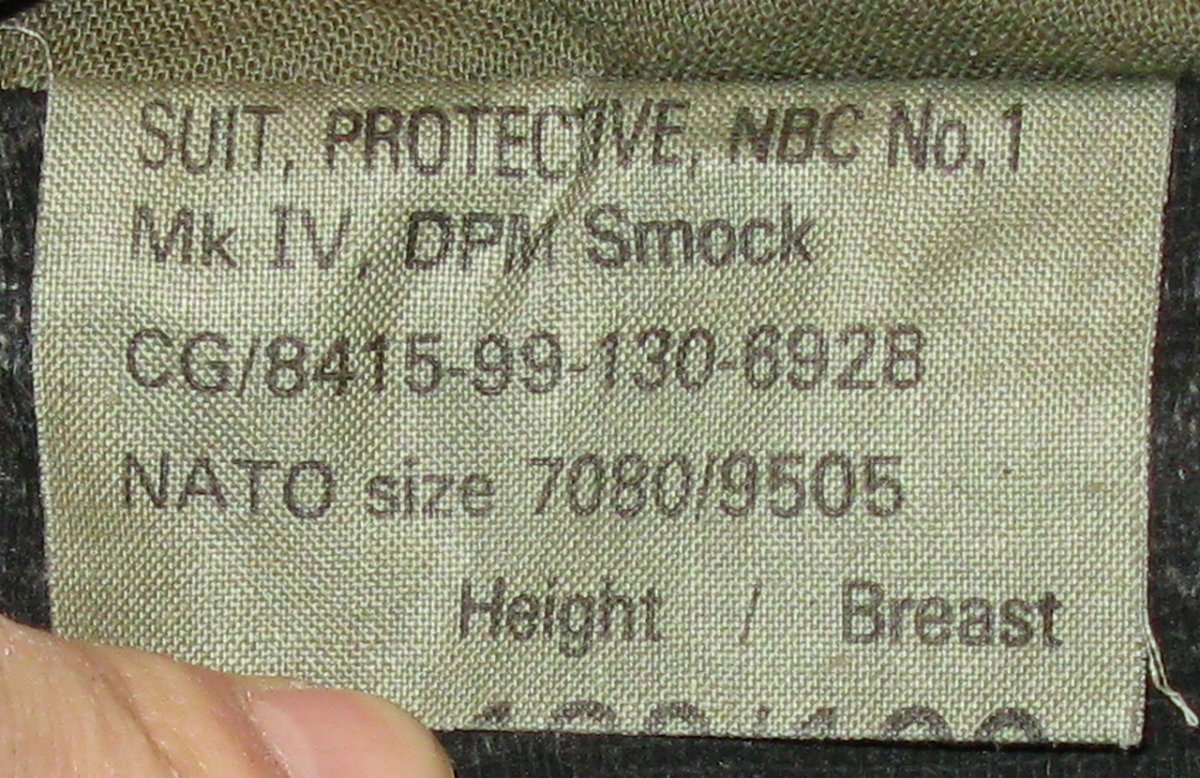 SUIT, PROTECTIVE, NBC No.1
Mk IV, DPM Smock
CG/8415-99-130-6928
NATO size 7080/9505
Height / Breast